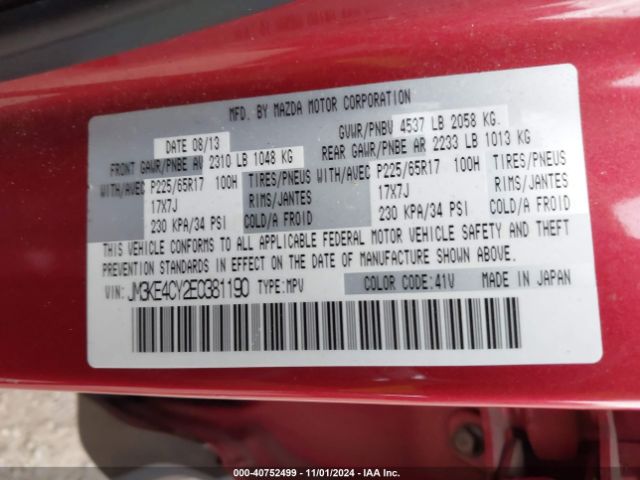 MFD. BY MAZDA MOTOR CORPORATION
DATE 08/13 GVWR/PNBV 4537 LB 2058 KG.
FRONT GAWR/PNBE AV 2310 LB 1048 KG REAR GAWR/PNBE AR 2233 LB 1013 KG
WITH/AVEC P225/65R17 100H TIRES/PNEUS WITH/AVEC P225/65R17 100H TIRES/PNEUS
17X7J RIMS/JANTES 17X7J RIMS/JANTES
230 KPA/34 PSI COLD/A FROID 230 KPA/34 PSI COLD/A FROID
THIS VEHICLE CONFORMS TO ALL APPLICABLE FEDERAL MOTOR VEHICLE SAFETY AND THEFT
PREVENTION STANDARDS IN EFFECT ON THE DATE OF MANUFACTURE SHOWN ABOVE.
VIN: JM3KE4CY2E0381190 TYPE: MPV COLOR CODE: 41V MADE IN JAPAN
000-40752499 - 11/01/2024 - IAA Inc.